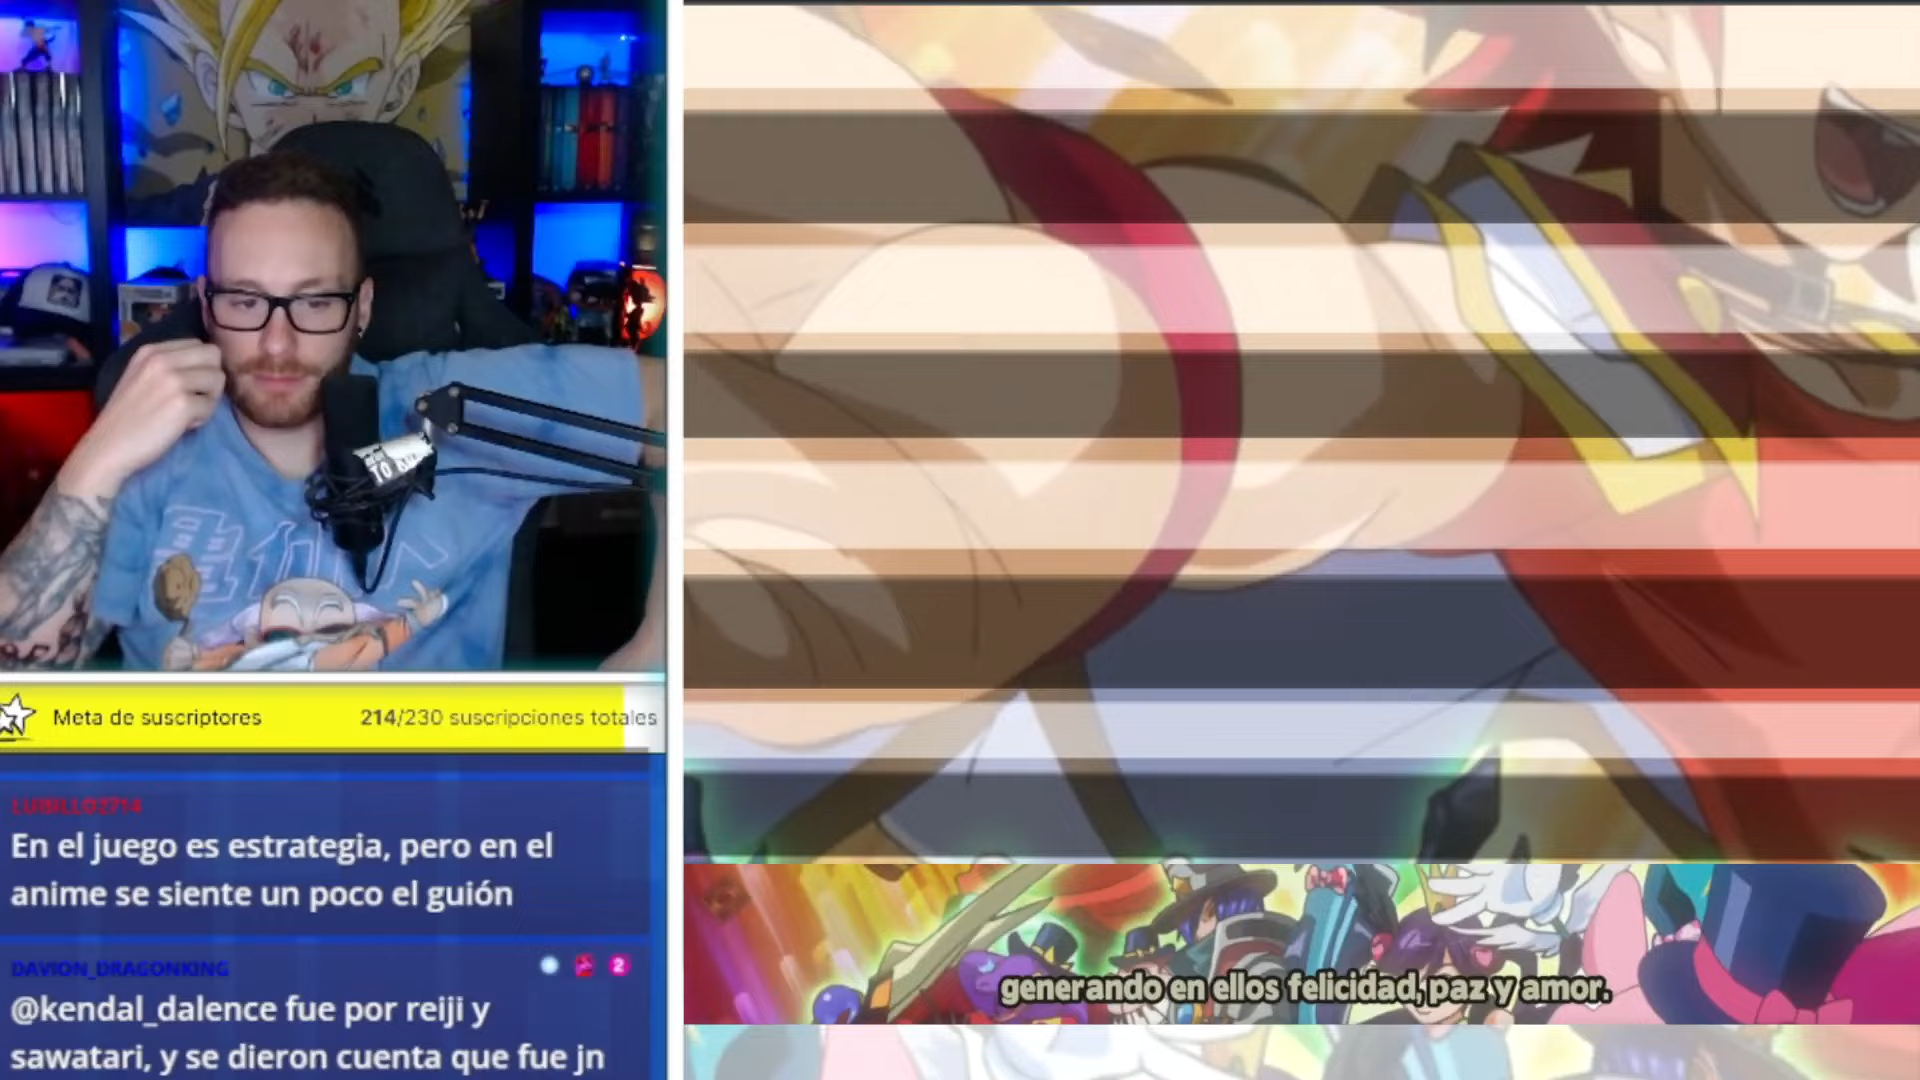 Meta de suscriptores
214/230 suscripciones totales
LUISILLO2714
En el juego es estrategia, pero en el
anime se siente un poco el guión
DAVION_DRAGONKING
2
@kendal_dalence fue por reiji y
sawatari, y se dieron cuenta que fue jn
generando en ellos felicidad, paz y amor.